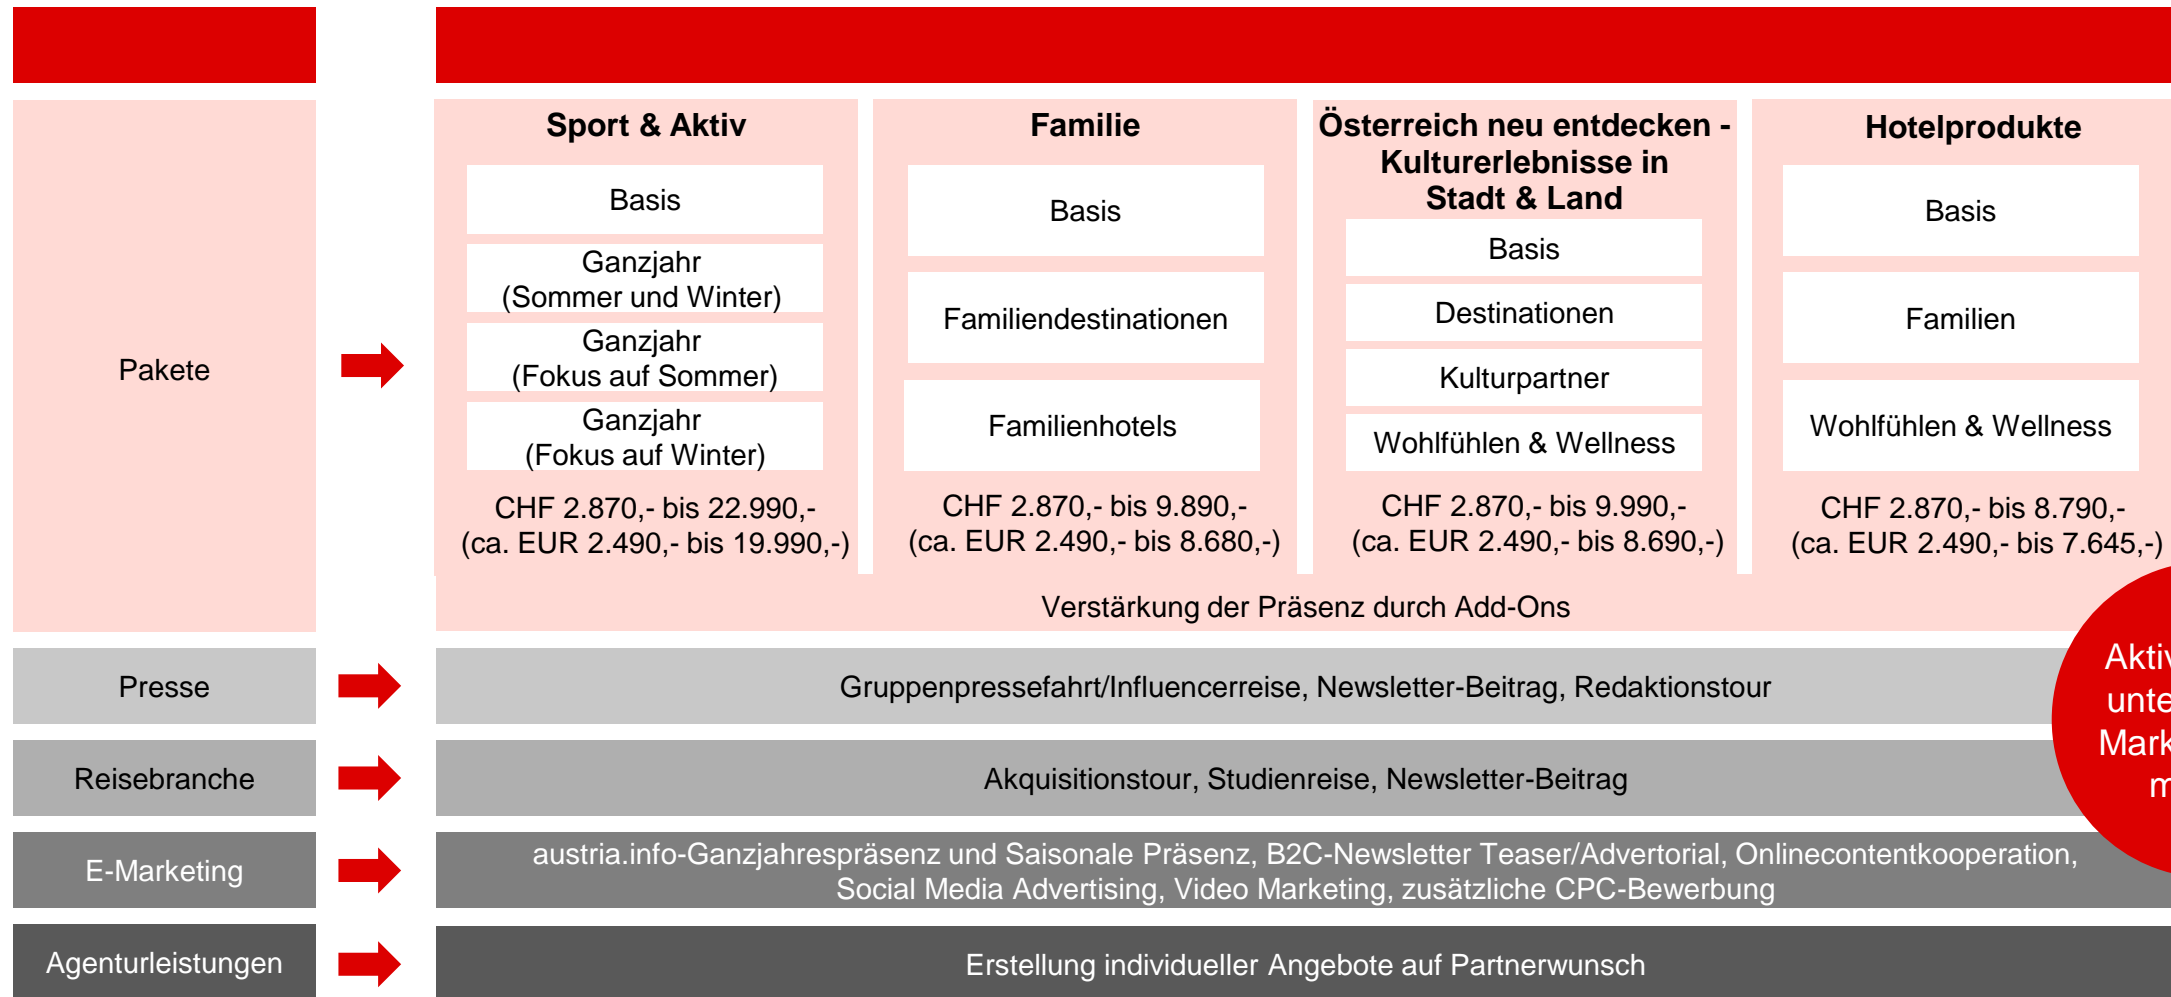 Pakete
Sport & Aktiv
Basis
Ganzjahr
(Sommer und Winter)
Ganzjahr
(Fokus auf Sommer)
Ganzjahr
(Fokus auf Winter)
CHF 2.870,- bis 22.990,-
(ca. EUR 2.490,- bis 19.990,-)
Familie
Basis
Familiendestinationen
Familienhotels
CHF 2.870,- bis 9.890,-
(ca. EUR 2.490,- bis 8.680,-)
Österreich neu entdecken -
Kulturerlebnisse in
Stadt & Land
Basis
Destinationen
Kulturpartner
Wohlfühlen & Wellness
CHF 2.870,- bis 9.990,-
(ca. EUR 2.490,- bis 8.690,-)
Hotelprodukte
Basis
Familien
Wohlfühlen & Wellness
CHF 2.870,- bis 8.790,-
(ca. EUR 2.490,- bis 7.645,-)
Verstärkung der Präsenz durch Add-Ons
Presse
Gruppenpressefahrt/Influencerreise, Newsletter-Beitrag, Redaktionstour
Reisebranche
Akquisitionstour, Studienreise, Newsletter-Beitrag
E-Marketing
austria.info-Ganzjahrespräsenz und Saisonale Präsenz, B2C-Newsletter Teaser/Advertorial, Onlinecontentkooperation,
Social Media Advertising, Video Marketing, zusätzliche CPC-Bewerbung
Agenturleistungen
Erstellung individueller Angebote auf Partnerwunsch